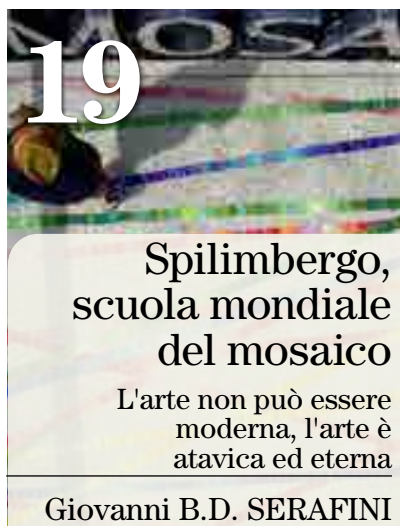 MOSA
19
Spilimbergo,
scuola mondiale
del mosaico
L'arte non può essere
moderna, l'arte è
atavica ed eterna
Giovanni B.D. SERAFINI